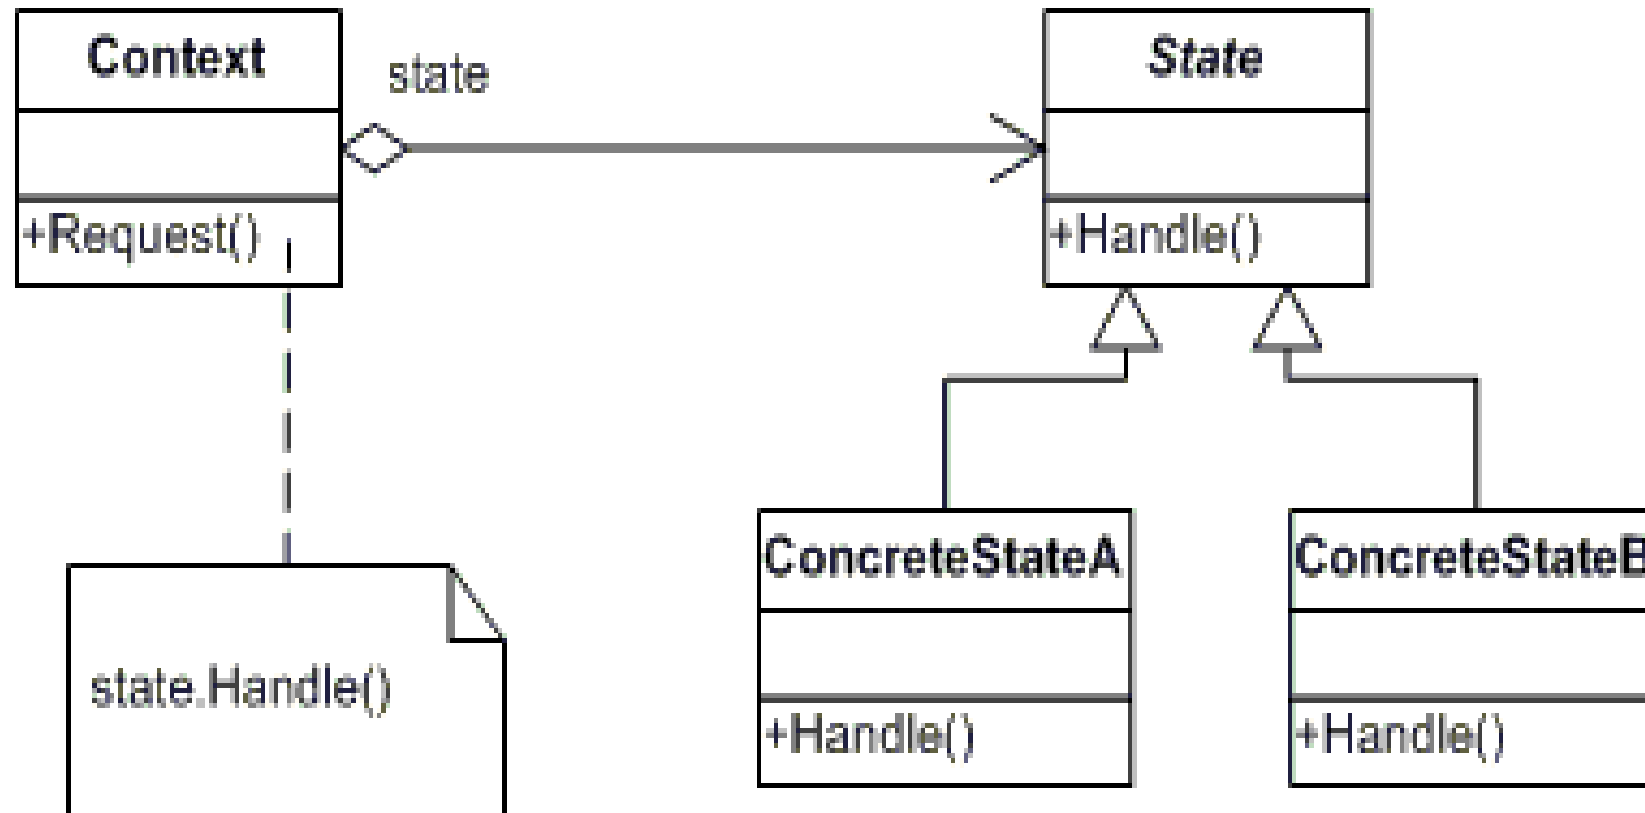 Context
state
State
+Request()
+Handle()
ConcreteStateA
ConcreteStateB
state.Handle()
+Handle()
+Handle()